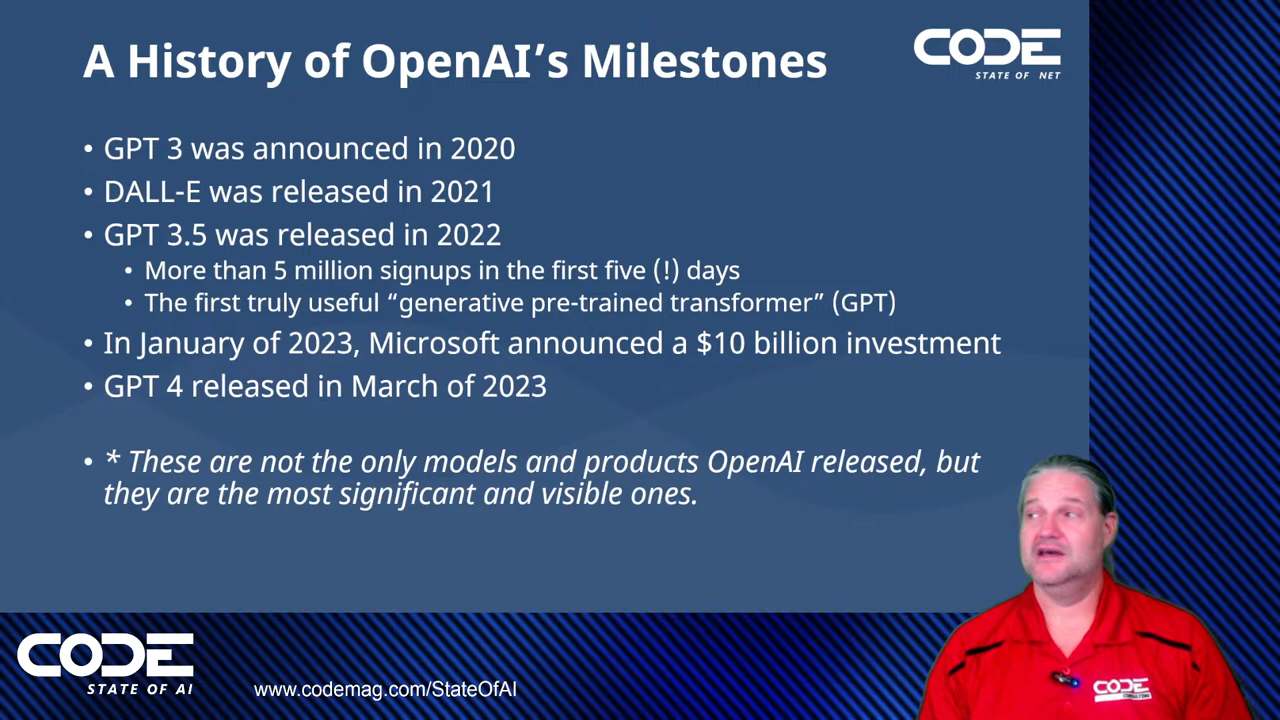 A History of OpenAI’s Milestones
CODE
STATE OF NET
• GPT 3 was announced in 2020
• DALL-E was released in 2021
• GPT 3.5 was released in 2022
• More than 5 million signups in the first five (!) days
• The first truly useful “generative pre-trained transformer” (GPT)
• In January of 2023, Microsoft announced a $10 billion investment
• GPT 4 released in March of 2023
• * These are not the only models and products OpenAI released, but
they are the most significant and visible ones.
CODE
STATE OF AI
www.codemag.com/StateOfAI
CODE
CONSULTING